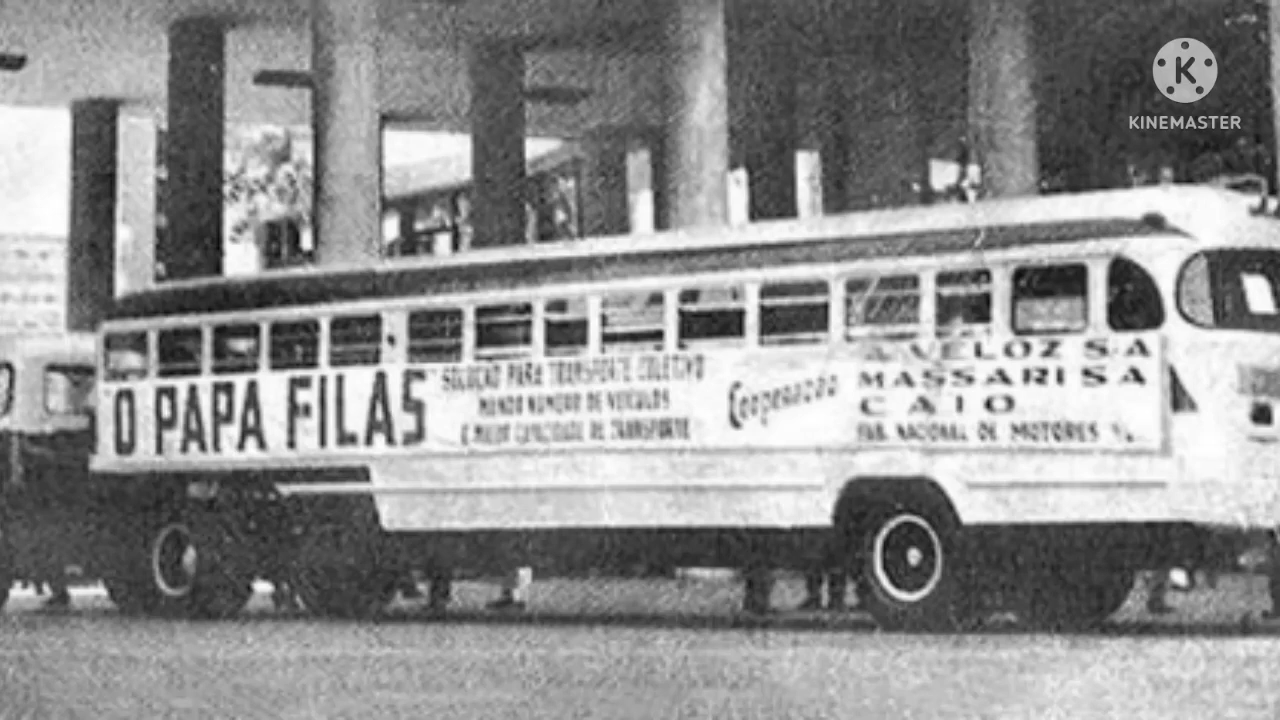 K
KINEMASTER
"O PAPA FILAS"
SOLUÇÃO PARA TRANSPORTE COLETIVO
MENOR NUMERO DE VEICULOS
E MAIOR CAPACIDADE DE TRANSPORTE
Cooperando
VELOZ S.A
MASSARI S A
CAIO
FAB. NACIONAL DE MOTORES